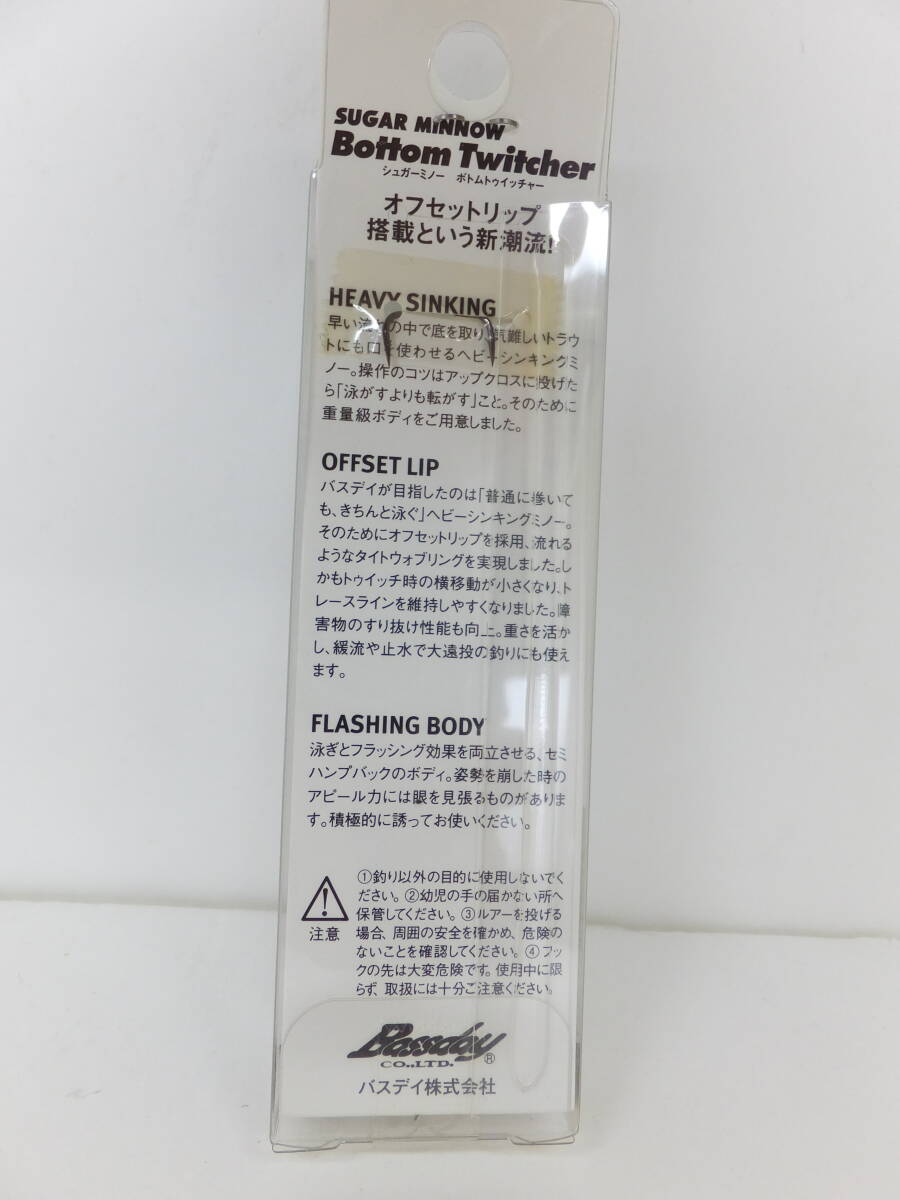 SUGAR MINNOW
Bottom Twitcher
シュガーミノー ボトムトゥイッチャー
オフセットリップ
搭載という新潮流!
HEAVY SINKING
早い流れの中で底を取り、気難しいトラウ
トにも口を使わせるヘビーシンキングミ
ノー。操作のコツはアップクロスに投げた
ら「泳がすよりも転がす」こと。そのために
重量級ボディをご用意しました。
OFFSET LIP
バスデイが目指したのは「普通に巻いて
も、きちんと泳ぐ」ヘビーシンキングミノー。
そのためにオフセットリップを採用、流れる
ようなタイトウォブリングを実現しました。し
かもトゥイッチ時の横移動が小さくなり、ト
レースラインを維持しやすくなりました。障
害物のすり抜け性能も向上。重さを活か
し、緩流や止水で大遠投の釣りにも使え
ます。
FLASHING BODY
泳ぎとフラッシング効果を両立させる、セミ
ハンプバックのボディ。姿勢を崩した時の
アピール力には眼を見張るものがありま
す。積極的に誘ってお使いください。
①釣り以外の目的に使用しないでく
ださい。②幼児の手の届かない所へ
保管してください。③ルアーを投げる
場合、周囲の安全を確かめ、危険の
ないことを確認してください。④フッ
クの先は大変危険です。使用中に限
らず、取扱には十分ご注意ください。
注意
Bassday®
CO.,LTD.
バスデイ株式会社